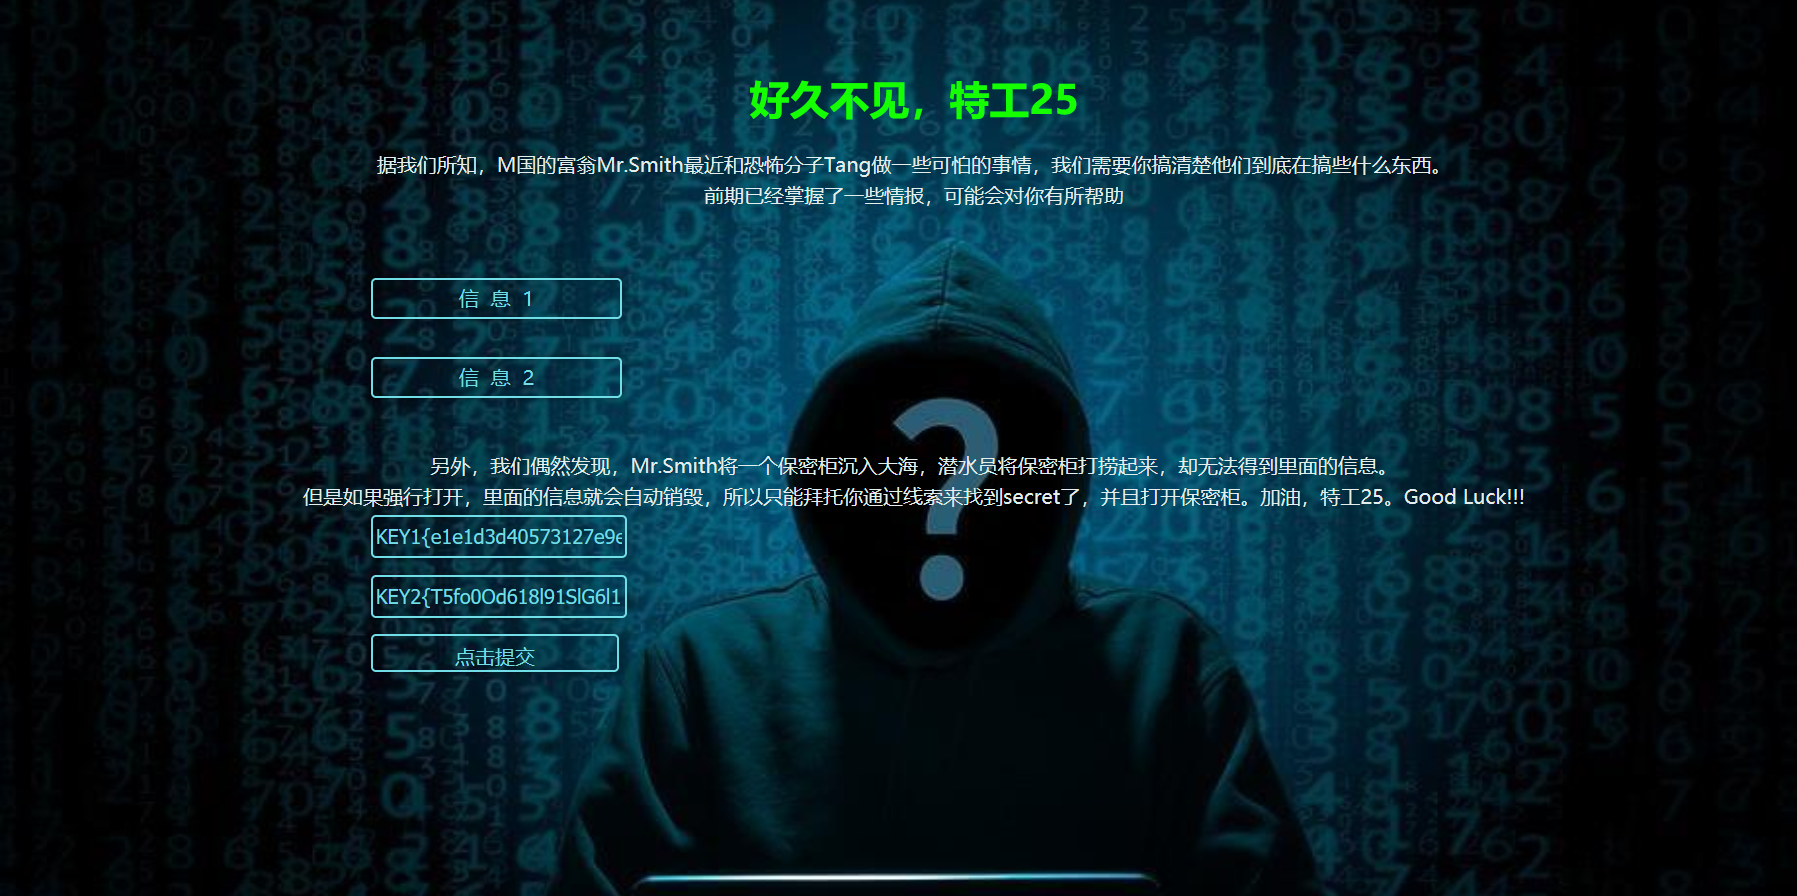 好久不见，特工25
据我们所知，M国的富翁Mr.Smith最近和恐怖分子Tang做一些可怕的事情，我们需要你搞清楚他们到底在搞些什么东西。
前期已经掌握了一些情报，可能会对你有所帮助
信 息 1
信 息 2
另外，我们偶然发现，Mr.Smith将一个保密柜沉入大海，潜水员将保密柜打捞起来，却无法得到里面的信息。
但是如果强行打开，里面的信息就会自动销毁，所以只能拜托你通过线索来找到secret了，并且打开保密柜。加油，特工25。Good Luck!!!
KEY1{e1e1d3d40573127e9e
KEY2{T5fo0Od618l91SlG6l1
点击提交
?